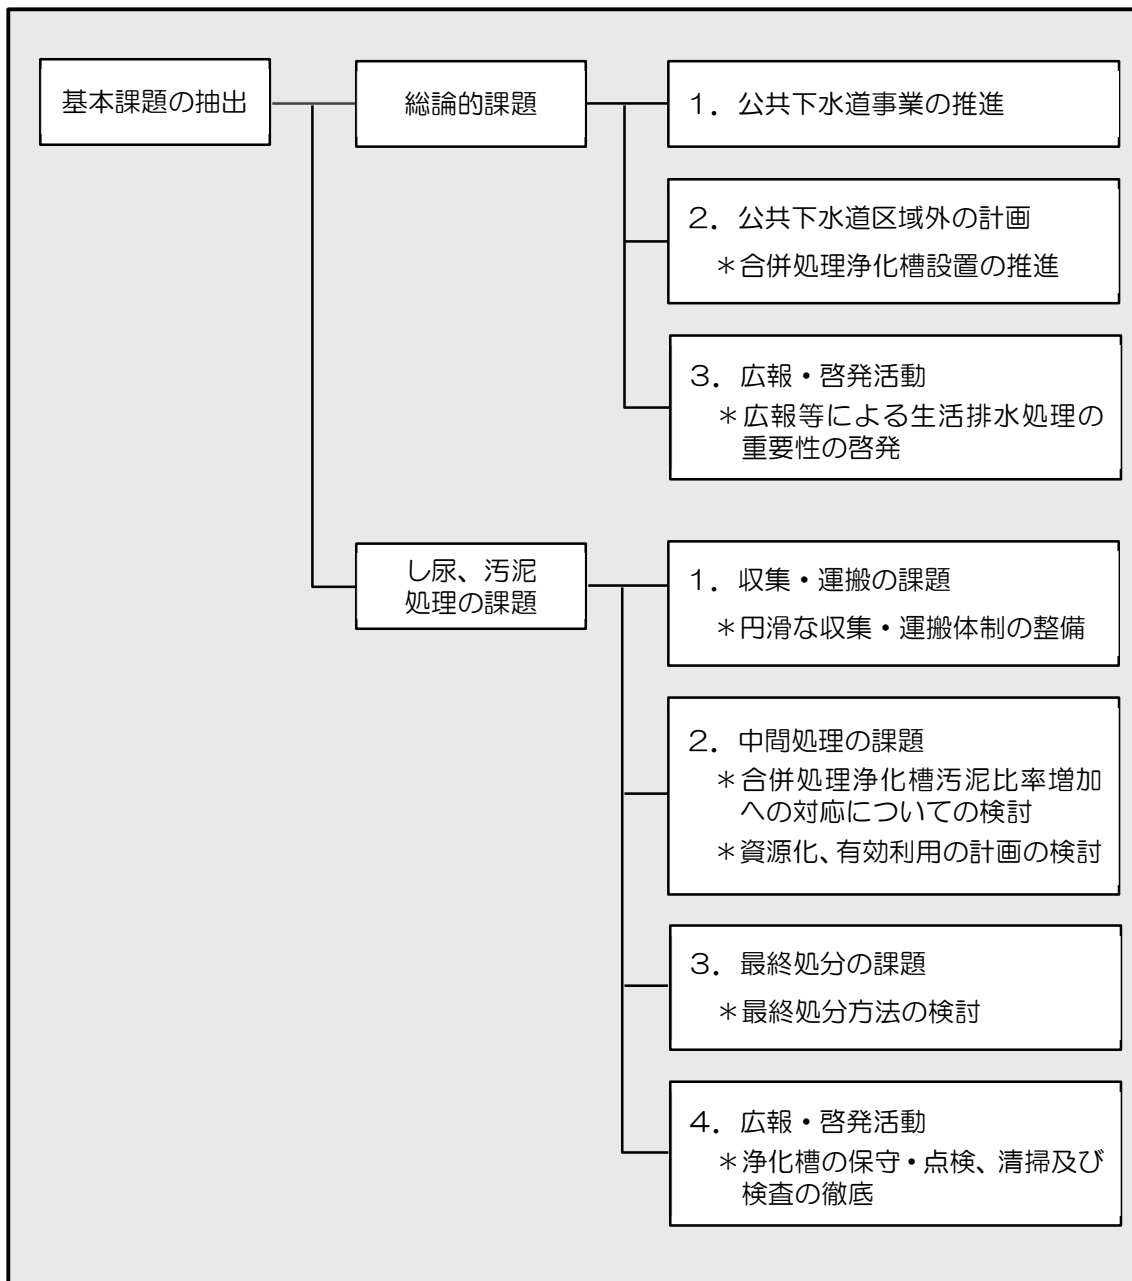 基本課題の抽出
総論的課題
１．公共下水道事業の推進
２．公共下水道区域外の計画
＊合併処理浄化槽設置の推進
３．広報・啓発活動
＊広報等による生活排水処理の
重要性の啓発
し尿、汚泥
処理の課題
１．収集・運搬の課題
＊円滑な収集・運搬体制の整備
２．中間処理の課題
＊合併処理浄化槽汚泥比率増加
への対応についての検討
＊資源化、有効利用の計画の検討
３．最終処分の課題
＊最終処分方法の検討
４．広報・啓発活動
＊浄化槽の保守・点検、清掃及び
検査の徹底